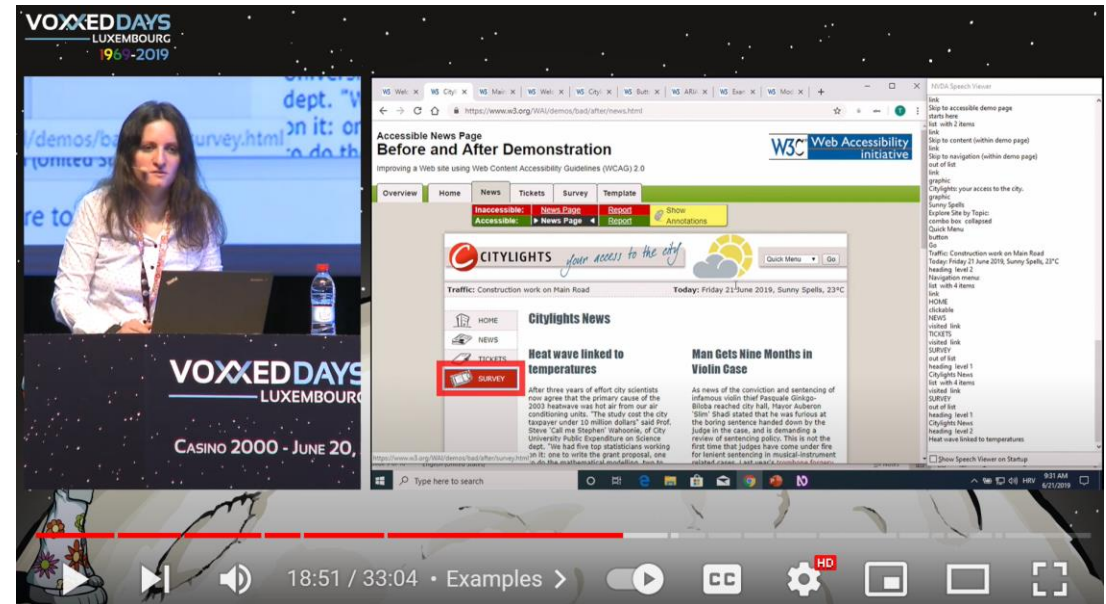 VOXXEDDAYS
LUXEMBOURG
1969-2019
dept. "W
/demos/ba
urvey.html
on it: or
n do th
re to
VOXXEDDAYS
LUXEMBOURG
CASINO 2000 - JUNE 20,
WS Main
WS ARIA
https://www.w3.org/WAI/demos/bad/after/news.html
Accessible News Page
Before and After Demonstration
Improving a Web site using Web Content Accessibility Guidelines (WCAG) 2.0
W3C Web Accessibility
initiative
Overview Home News Tickets Survey Template
Inaccessible: News Page Report
Accessible: News Page Report
Show
Annotations
CITYLIGHTS your access to the city
Quick Menu Go
Traffic: Construction work on Main Road Today: Friday 21 June 2019, Sunny Spells, 23°C
HOME
NEWS
TICKETS
SURVEY
Citylights News
Heat wave linked to
temperatures
After three years of effort city scientists
now agree that the primary cause of the
2003 heatwave was hot air from our air
conditioning units. "The study cost the city
taxpayer under 10 million dollars" said Prof.
Steve 'Call me Stephen' Wahoonie, of City
University Public Expenditure on Science
dept. "We had five top statisticians working
on it: one to write the grant proposal, one
Man Gets Nine Months in
Violin Case
As news of the conviction and sentencing of
infamous violin thief Pasquale Ginkgo-
Biloba reached city hall, Mayor Auberon
'Slim' Shadi stated that he was furious at
the boring sentence handed down by the
judge in the case, and is demanding a
review of sentencing policy. This is not the
first time that judges have come under fire
for lenient sentencing in musical-instrument
related cases. Last year's trombone forgery
https://www.w3.org/WAI/demos/bad/after/survey.html
NVDA Speech Viewer
link
Skip to accessible demo page
starts here
list with 2 items
link
Skip to content (within demo page)
link
Skip to navigation (within demo page)
out of list
link
graphic
Citylights: your access to the city.
graphic
Sunny Spells
Explore Site by Topic:
combo box collapsed
Quick Menu
button
Go
Traffic: Construction work on Main Road
Today: Friday 21 June 2019, Sunny Spells, 23°C
heading level 2
Navigation menu:
list with 4 items
link
HOME
clickable
NEWS
visited link
TICKETS
visited link
SURVEY
out of list
heading level 1
Citylights News
list with 4 items
visited link
SURVEY
out of list
heading level 1
Citylights News
heading level 2
Heat wave linked to temperatures
Show Speech Viewer on Startup
Type here to search
HRV
9:31 AM
6/21/2019
18:51 / 33:04 • Examples >
CC
HD